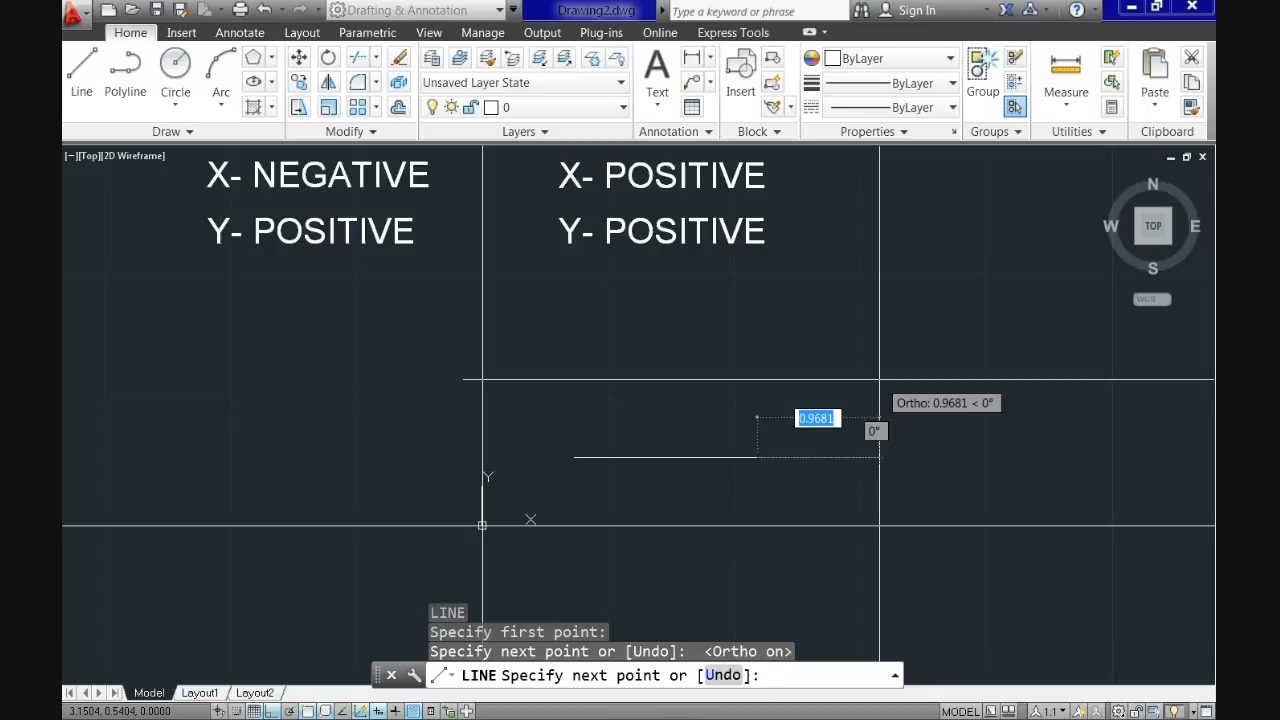 Drafting & Annotation
Drawing2.dwg
Type a keyword or phrase
Sign In
Home Insert Annotate Layout Parametric View Manage Output Plug-ins Online Express Tools
Line Polyline Circle Arc
Unsaved Layer State
0
Text
Insert
ByLayer
ByLayer
ByLayer
Group
Measure
Paste
Draw Modify Layers Annotation Block Properties Groups Utilities Clipboard
[−][Top][2D Wireframe]
X- NEGATIVE
Y- POSITIVE
X- POSITIVE
Y- POSITIVE
N
W TOP E
S
WCS
Ortho: 0.9681 < 0°
0.9681
0°
Y
X
LINE
Specify first point:
Specify next point or [Undo]: <Ortho on>
LINE Specify next point or [Undo]:
Model Layout1 Layout2
3.1504, 0.5404, 0.0000
MODEL
1:1